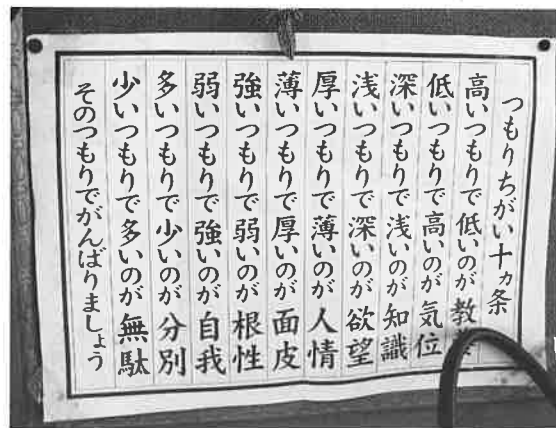 つもりちがい十カ条
高いつもりで低いのが教養
低いつもりで高いのが気位
深いつもりで浅いのが知識
浅いつもりで深いのが欲望
厚いつもりで薄いのが人情
薄いつもりで厚いのが面皮
強いつもりで弱いのが根性
弱いつもりで強いのが自我
多いつもりで少いのが分別
少いつもりで多いのが無駄
そのつもりでがんばりましょう